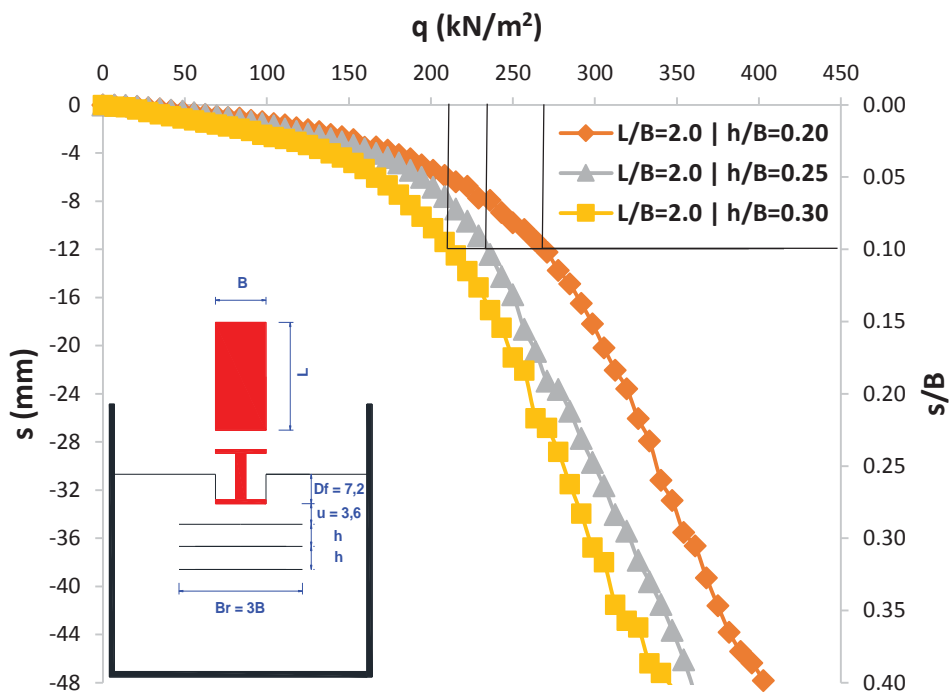 q (kN/m²)
0 50 100 150 200 250 300 350 400 450
0
-4
-8
-12
-16
-20
-24
-28
-32
-36
-40
-44
-48
s (mm)
0.00
0.05
0.10
0.15
0.20
0.25
0.30
0.35
0.40
s/B
L/B=2.0 | h/B=0.20
L/B=2.0 | h/B=0.25
L/B=2.0 | h/B=0.30
B
L
Df = 7,2
u = 3,6
h
h
Br = 3B